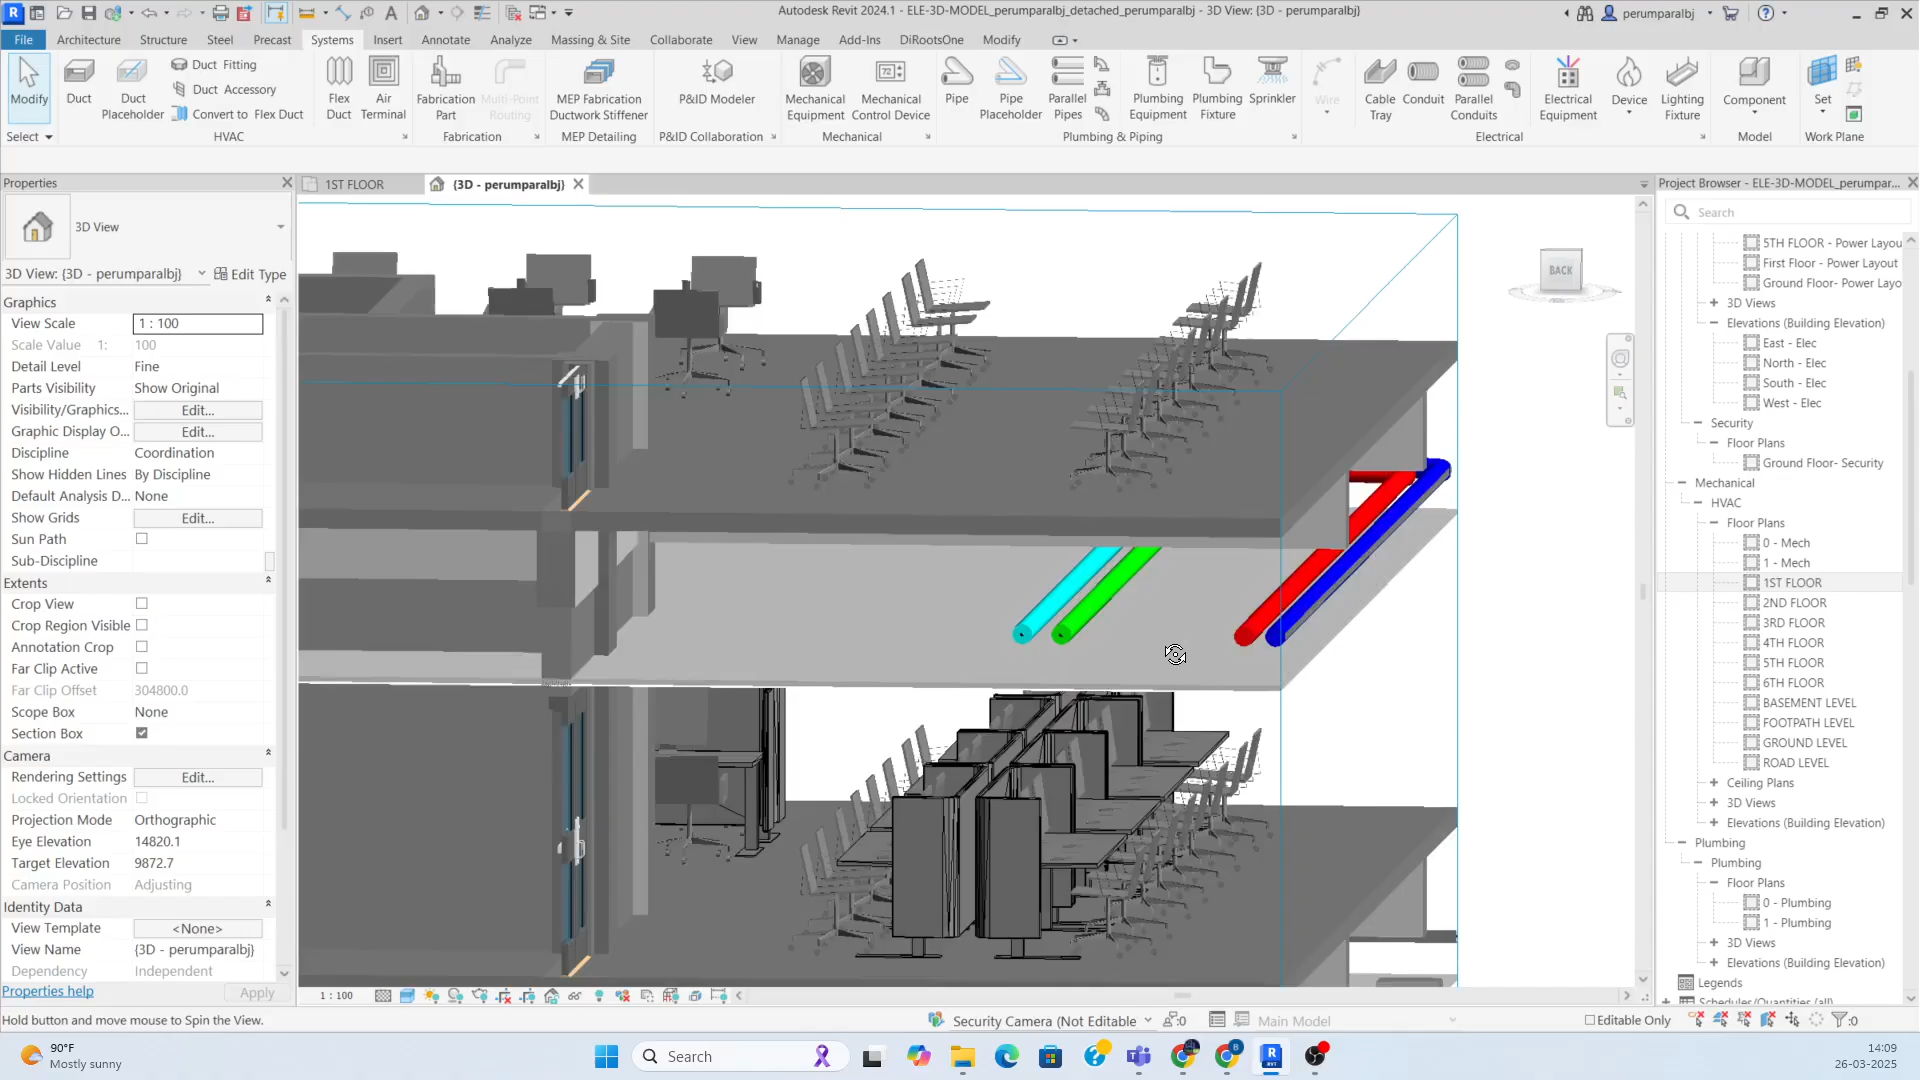 Autodesk Revit 2024.1 - ELE-3D-MODEL_perumparalbj_detached_perumparalbj - 3D View: {3D - perumparalbj}
perumparalbj
File Architecture Structure Steel Precast Systems Insert Annotate Analyze Massing & Site Collaborate View Manage Add-Ins DiRootsOne Modify
Modify
Duct
Duct Placeholder
Duct Fitting
Duct Accessory
Convert to Flex Duct
Flex Duct
Air Terminal
Fabrication Part
Multi-Point Routing
MEP Fabrication Ductwork Stiffener
P&ID Modeler
Mechanical Equipment
Mechanical Control Device
Pipe
Pipe Placeholder
Parallel Pipes
Plumbing Equipment
Plumbing Fixture
Sprinkler
Wire
Cable Tray
Conduit
Parallel Conduits
Electrical Equipment
Device
Lighting Fixture
Component
Set
Select HVAC Fabrication MEP Detailing P&ID Collaboration Mechanical Plumbing & Piping Electrical Model Work Plane
Properties
3D View
3D View: {3D - perumparalbj} Edit Type
Graphics
View Scale 1 : 100
Scale Value 1: 100
Detail Level Fine
Parts Visibility Show Original
Visibility/Graphics... Edit...
Graphic Display O... Edit...
Discipline Coordination
Show Hidden Lines By Discipline
Default Analysis D... None
Show Grids Edit...
Sun Path
Sub-Discipline
Extents
Crop View
Crop Region Visible
Annotation Crop
Far Clip Active
Far Clip Offset 304800.0
Scope Box None
Section Box
Camera
Rendering Settings Edit...
Locked Orientation
Projection Mode Orthographic
Eye Elevation 14820.1
Target Elevation 9872.7
Camera Position Adjusting
Identity Data
View Template <None>
View Name {3D - perumparalbj}
Dependency Independent
Properties help Apply
1ST FLOOR {3D - perumparalbj}
BACK
1 : 100
Project Browser - ELE-3D-MODEL_perumpar...
Search
5TH FLOOR - Power Layou
First Floor - Power Layout
Ground Floor- Power Layo
3D Views
Elevations (Building Elevation)
East - Elec
North - Elec
South - Elec
West - Elec
Security
Floor Plans
Ground Floor- Security
Mechanical
HVAC
Floor Plans
0 - Mech
1 - Mech
1ST FLOOR
2ND FLOOR
3RD FLOOR
4TH FLOOR
5TH FLOOR
6TH FLOOR
BASEMENT LEVEL
FOOTPATH LEVEL
GROUND LEVEL
ROAD LEVEL
Ceiling Plans
3D Views
Elevations (Building Elevation)
Plumbing
Plumbing
Floor Plans
0 - Plumbing
1 - Plumbing
3D Views
Elevations (Building Elevation)
Legends
Schedules/Quantities (all)
Hold button and move mouse to Spin the View.
Security Camera (Not Editable :0 Main Model Editable Only :0
90°F
Mostly sunny
Search
14:09
26-03-2025